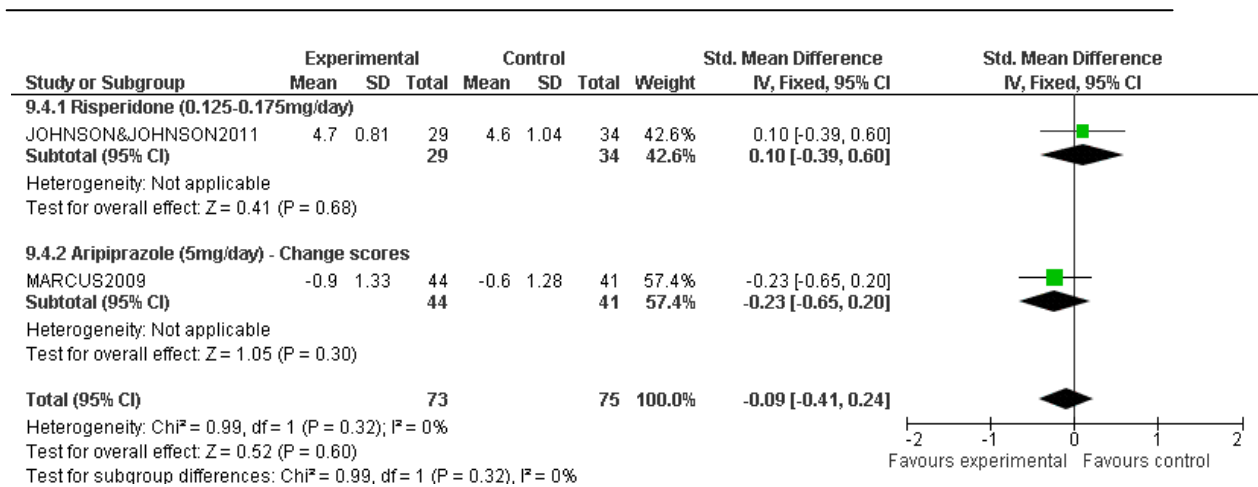 Experimental Control Std. Mean Difference Std. Mean Difference
Study or Subgroup Mean SD Total Mean SD Total Weight IV, Fixed, 95% CI IV, Fixed, 95% CI
9.4.1 Risperidone (0.125-0.175mg/day)
JOHNSON&JOHNSON2011 4.7 0.81 29 4.6 1.04 34 42.6% 0.10 [-0.39, 0.60]
Subtotal (95% CI) 29 34 42.6% 0.10 [-0.39, 0.60]
Heterogeneity: Not applicable
Test for overall effect: Z = 0.41 (P = 0.68)
9.4.2 Aripiprazole (5mg/day) - Change scores
MARCUS2009 -0.9 1.33 44 -0.6 1.28 41 57.4% -0.23 [-0.65, 0.20]
Subtotal (95% CI) 44 41 57.4% -0.23 [-0.65, 0.20]
Heterogeneity: Not applicable
Test for overall effect: Z = 1.05 (P = 0.30)
Total (95% CI) 73 75 100.0% -0.09 [-0.41, 0.24]
Heterogeneity: Chi² = 0.99, df = 1 (P = 0.32); I² = 0%
Test for overall effect: Z = 0.52 (P = 0.60)
Test for subgroup differences: Chi² = 0.99, df = 1 (P = 0.32), I² = 0%
-2 -1 0 1 2
Favours experimental Favours control